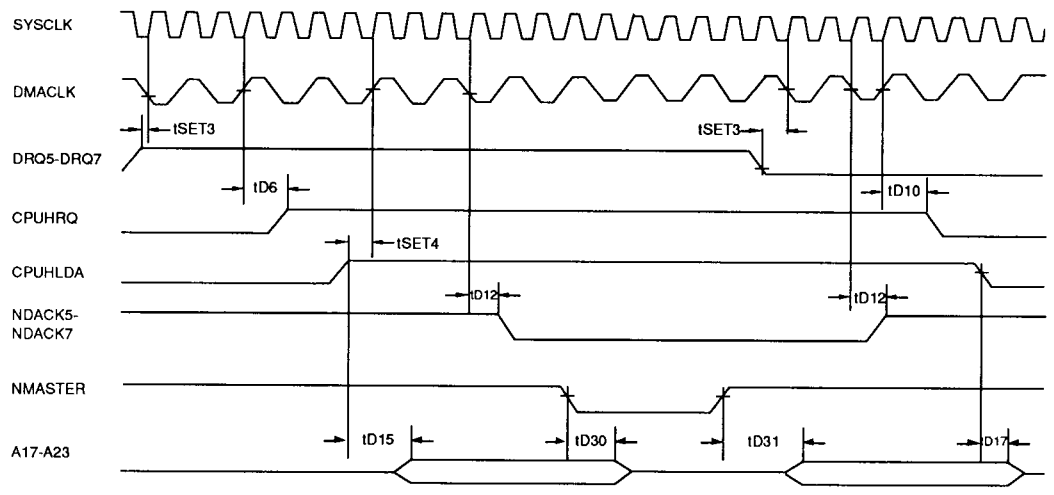 SYSCLK
DMACLK
tSET3
tSET3
DRQ5-DRQ7
tD6
tD10
CPUHRQ
tSET4
CPUHLDA
tD12
tD12
NDACK5-
NDACK7
NMASTER
tD15
tD30
tD31
tD17
A17-A23